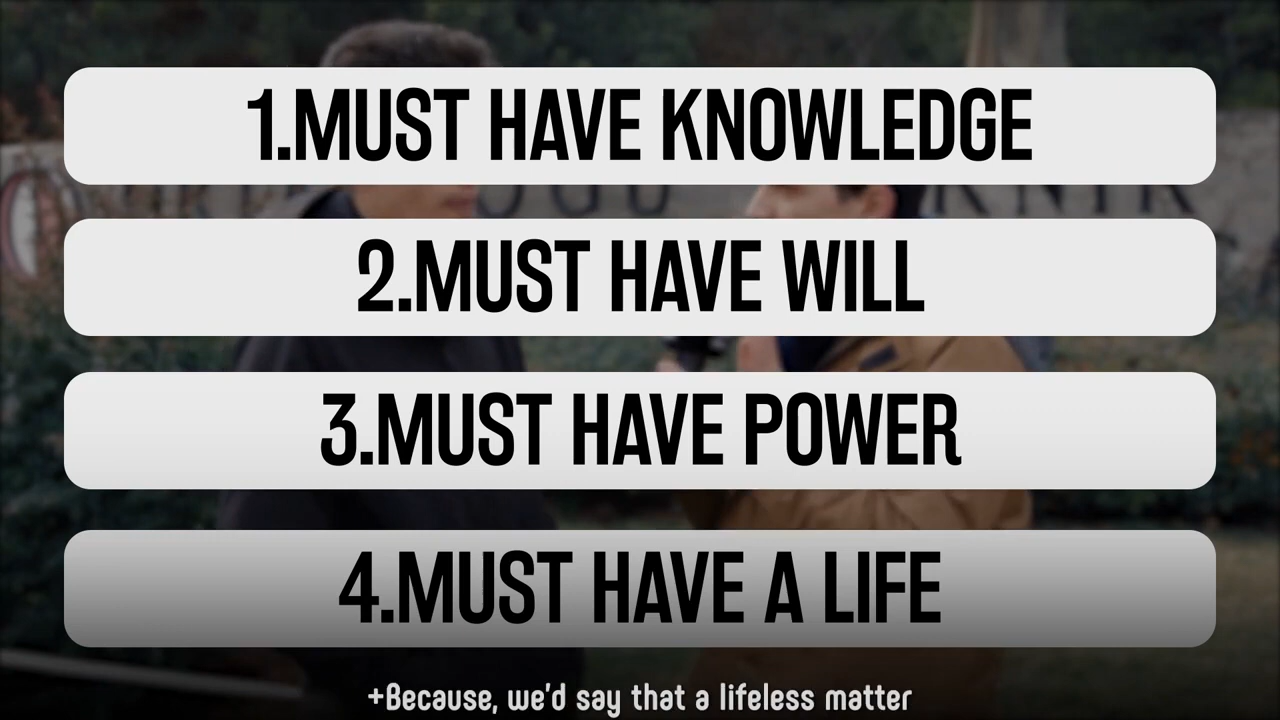 1.MUST HAVE KNOWLEDGE
2.MUST HAVE WILL
3.MUST HAVE POWER
4.MUST HAVE A LIFE
+Because, we'd say that a lifeless matter